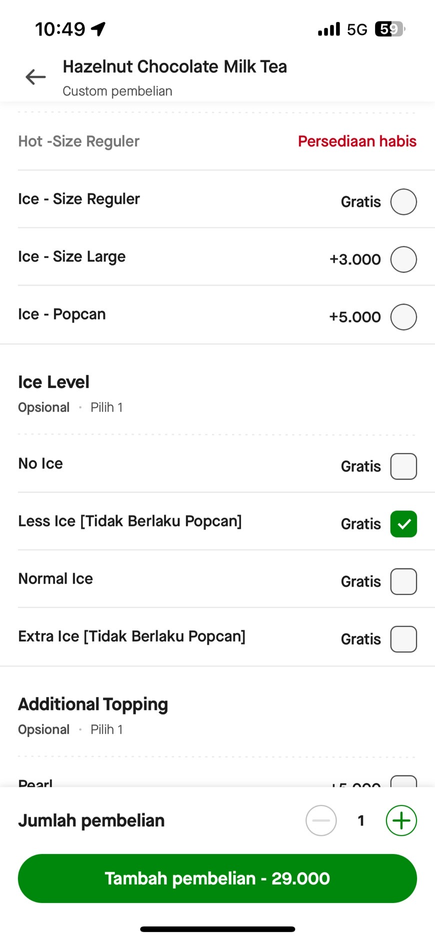 10:49
5G
59
Hazelnut Chocolate Milk Tea
Custom pembelian
Hot -Size Reguler Persediaan habis
Ice - Size Reguler Gratis
Ice - Size Large +3.000
Ice - Popcan +5.000
Ice Level
Opsional · Pilih 1
No Ice Gratis
Less Ice [Tidak Berlaku Popcan] Gratis
Normal Ice Gratis
Extra Ice [Tidak Berlaku Popcan] Gratis
Additional Topping
Opsional · Pilih 1
Pearl +5.000
Jumlah pembelian 1
Tambah pembelian - 29.000